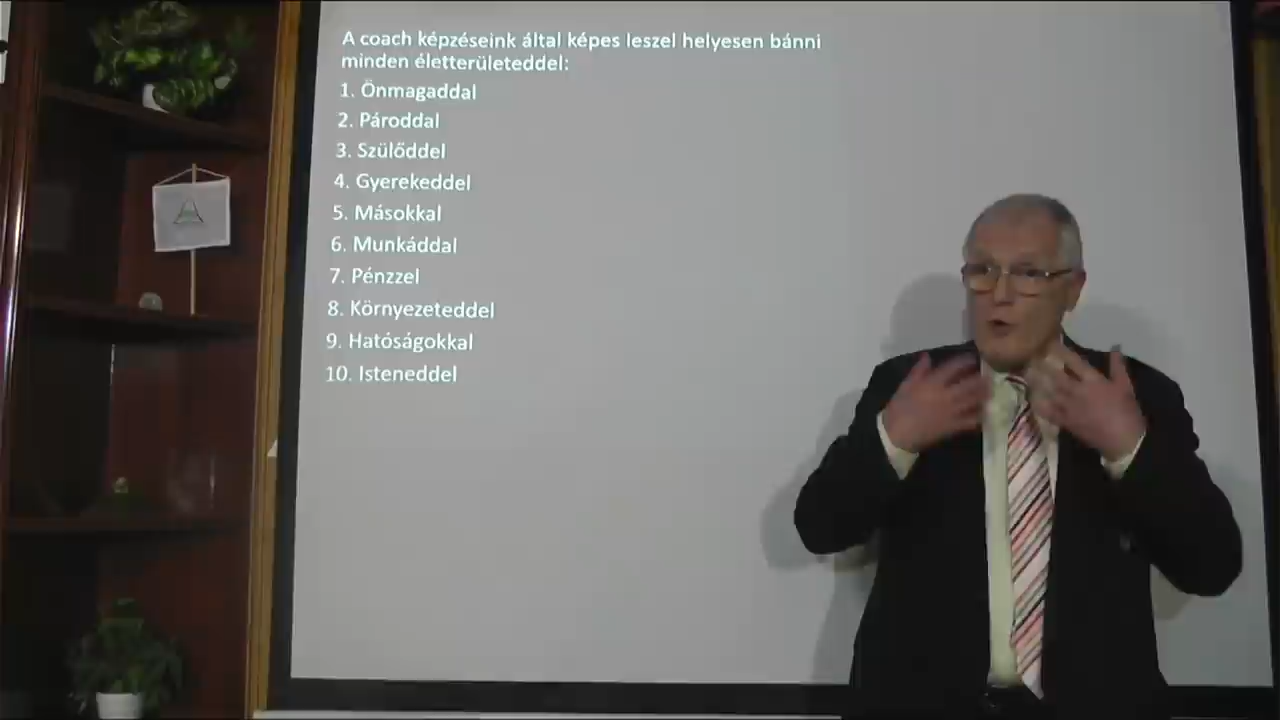 A coach képzéseink által képes leszel helyesen bánni
minden életterületeddel:
1. Önmagaddal
2. Pároddal
3. Szülőddel
4. Gyerekeddel
5. Másokkal
6. Munkáddal
7. Pénzzel
8. Környezeteddel
9. Hatóságokkal
10. Isteneddel